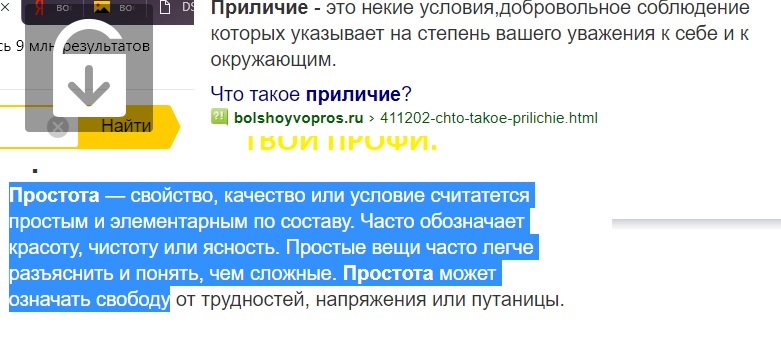 Приличие - это некие условия,добровольное соблюдение
которых указывает на степень вашего уважения к себе и к
окружающим.
Что такое приличие?
bolshoyvopros.ru › 411202-chto-takoe-prilichie.html
× Я во во DS
сь 9 млн результатов
Найти
ТВОЙ ПРОФИ.
Простота — свойство, качество или условие считатется
простым и элементарным по составу. Часто обозначает
красоту, чистоту или ясность. Простые вещи часто легче
разъяснить и понять, чем сложные. Простота может
означать свободу от трудностей, напряжения или путаницы.